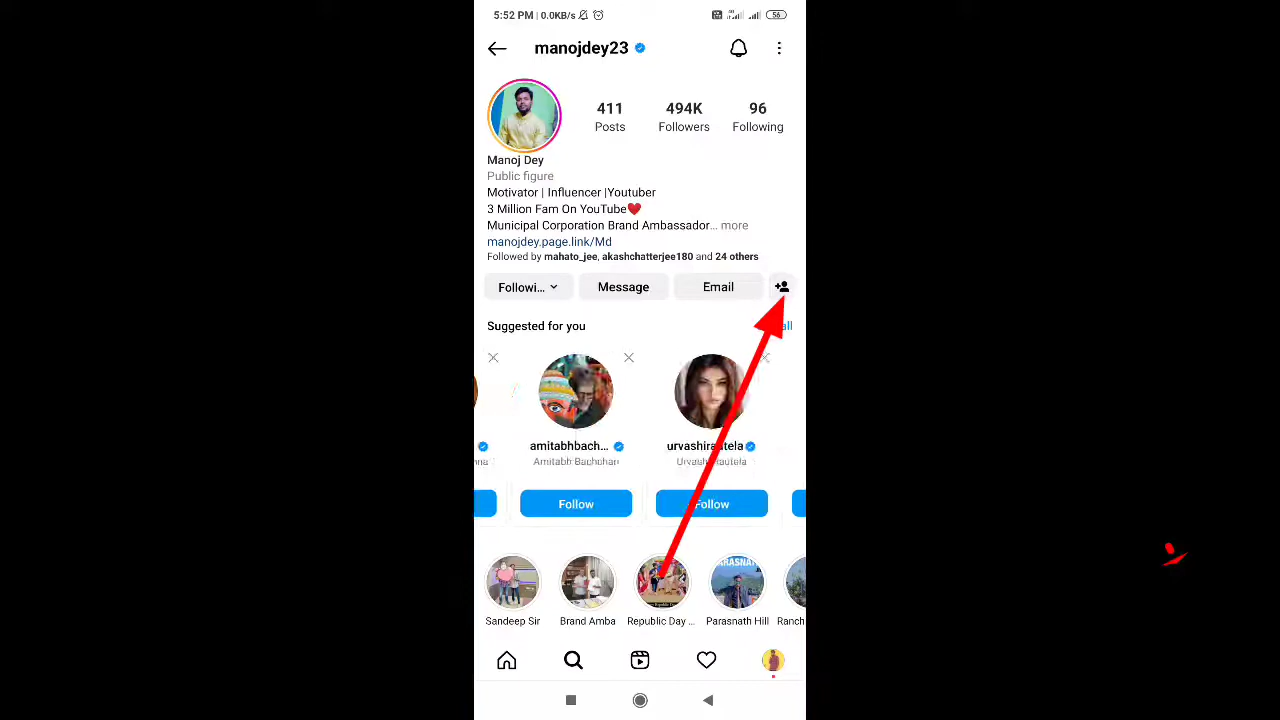 5:52 PM | 0.0KB/s
56
manojdey23
411 494K 96
Posts Followers Following
Manoj Dey
Public figure
Motivator | Influencer |Youtuber
3 Million Fam On YouTube❤️
Municipal Corporation Brand Ambassador... more
manojdey.page.link/Md
Followed by mahato_jee, akashchatterjee180 and 24 others
Followi... Message Email
Suggested for you
amitabhbach... urvashirautela
Amitabh Bachchan
Follow Follow
Sandeep Sir Brand Amba Republic Day ... Parasnath Hill Ranch